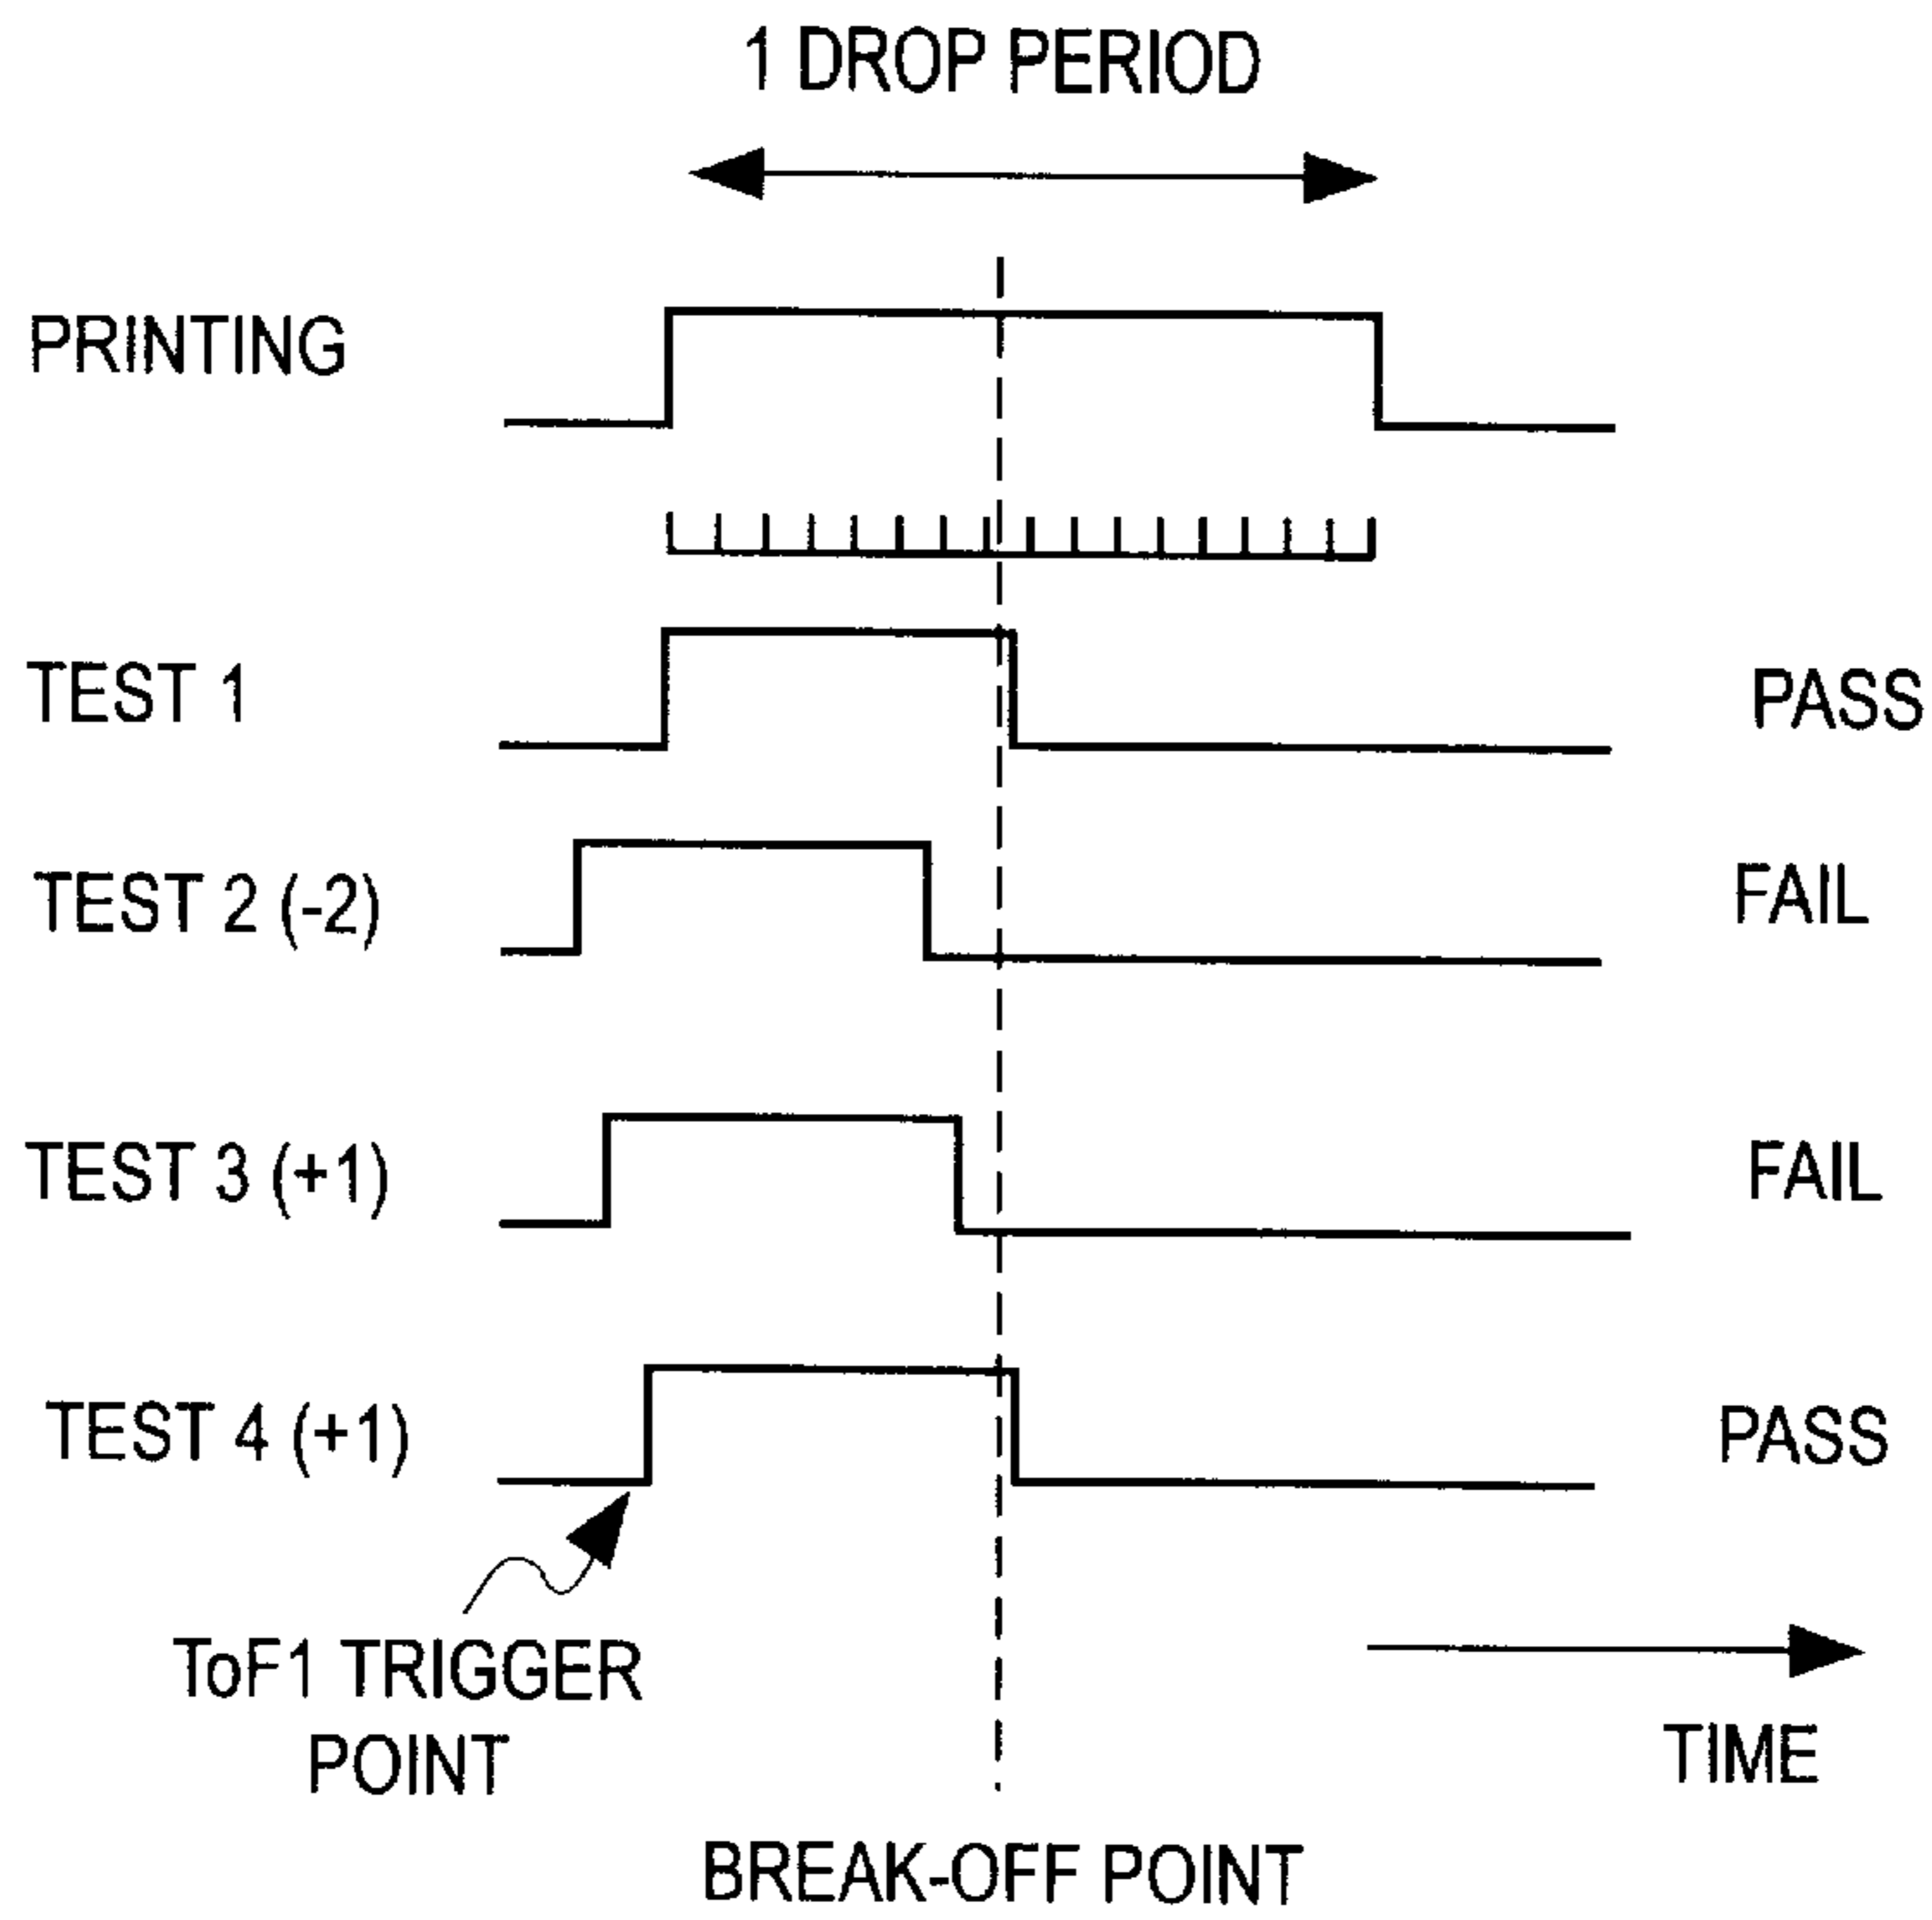 1 DROP PERIOD
PRINTING
TEST 1
PASS
TEST 2 (-2)
FAIL
TEST 3 (+1)
FAIL
TEST 4 (+1)
PASS
ToF1 TRIGGER
POINT
TIME
BREAK-OFF POINT